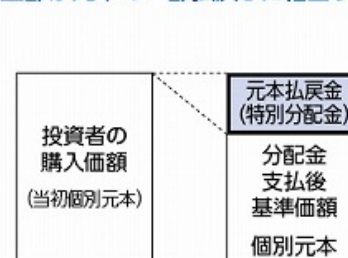 投資者の
購入価額
(当初個別元本)
元本払戻金
(特別分配金)
分配金
支払後
基準価額
個別元本